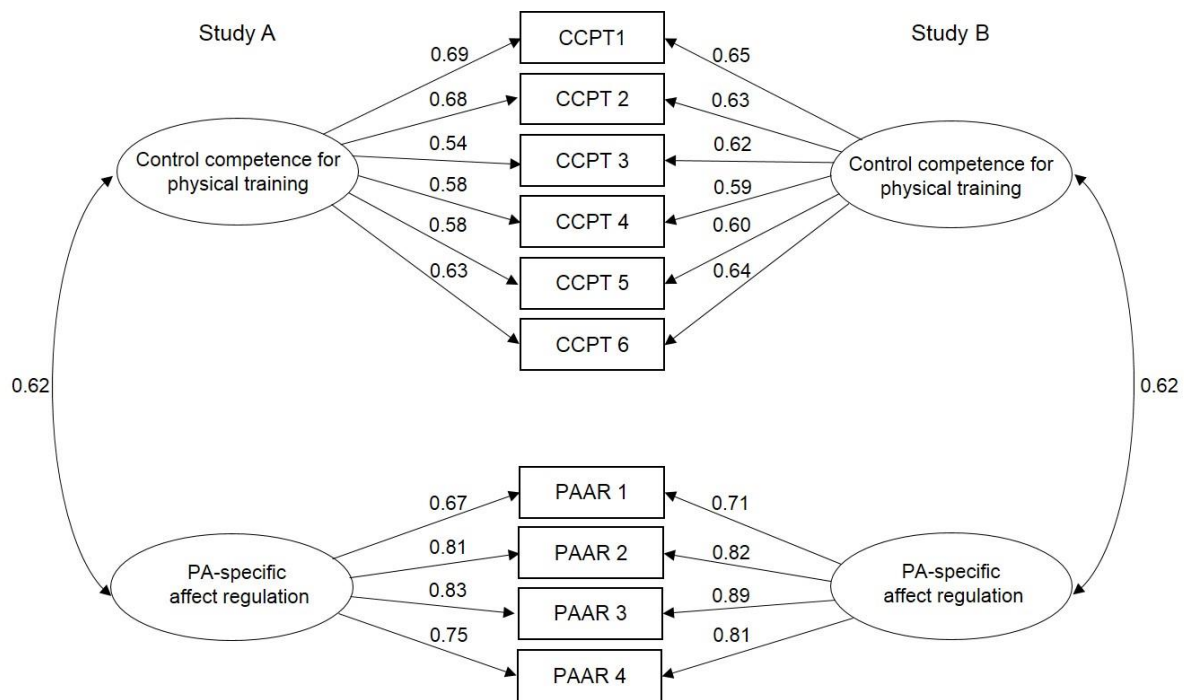 Study A
Study B
CCPT1
CCPT 2
CCPT 3
CCPT 4
CCPT 5
CCPT 6
0.69
0.68
0.54
0.58
0.58
0.63
0.65
0.63
0.62
0.59
0.60
0.64
Control competence for
physical training
Control competence for
physical training
0.62
0.62
PAAR 1
PAAR 2
PAAR 3
PAAR 4
0.67
0.81
0.83
0.75
0.71
0.82
0.89
0.81
PA-specific
affect regulation
PA-specific
affect regulation